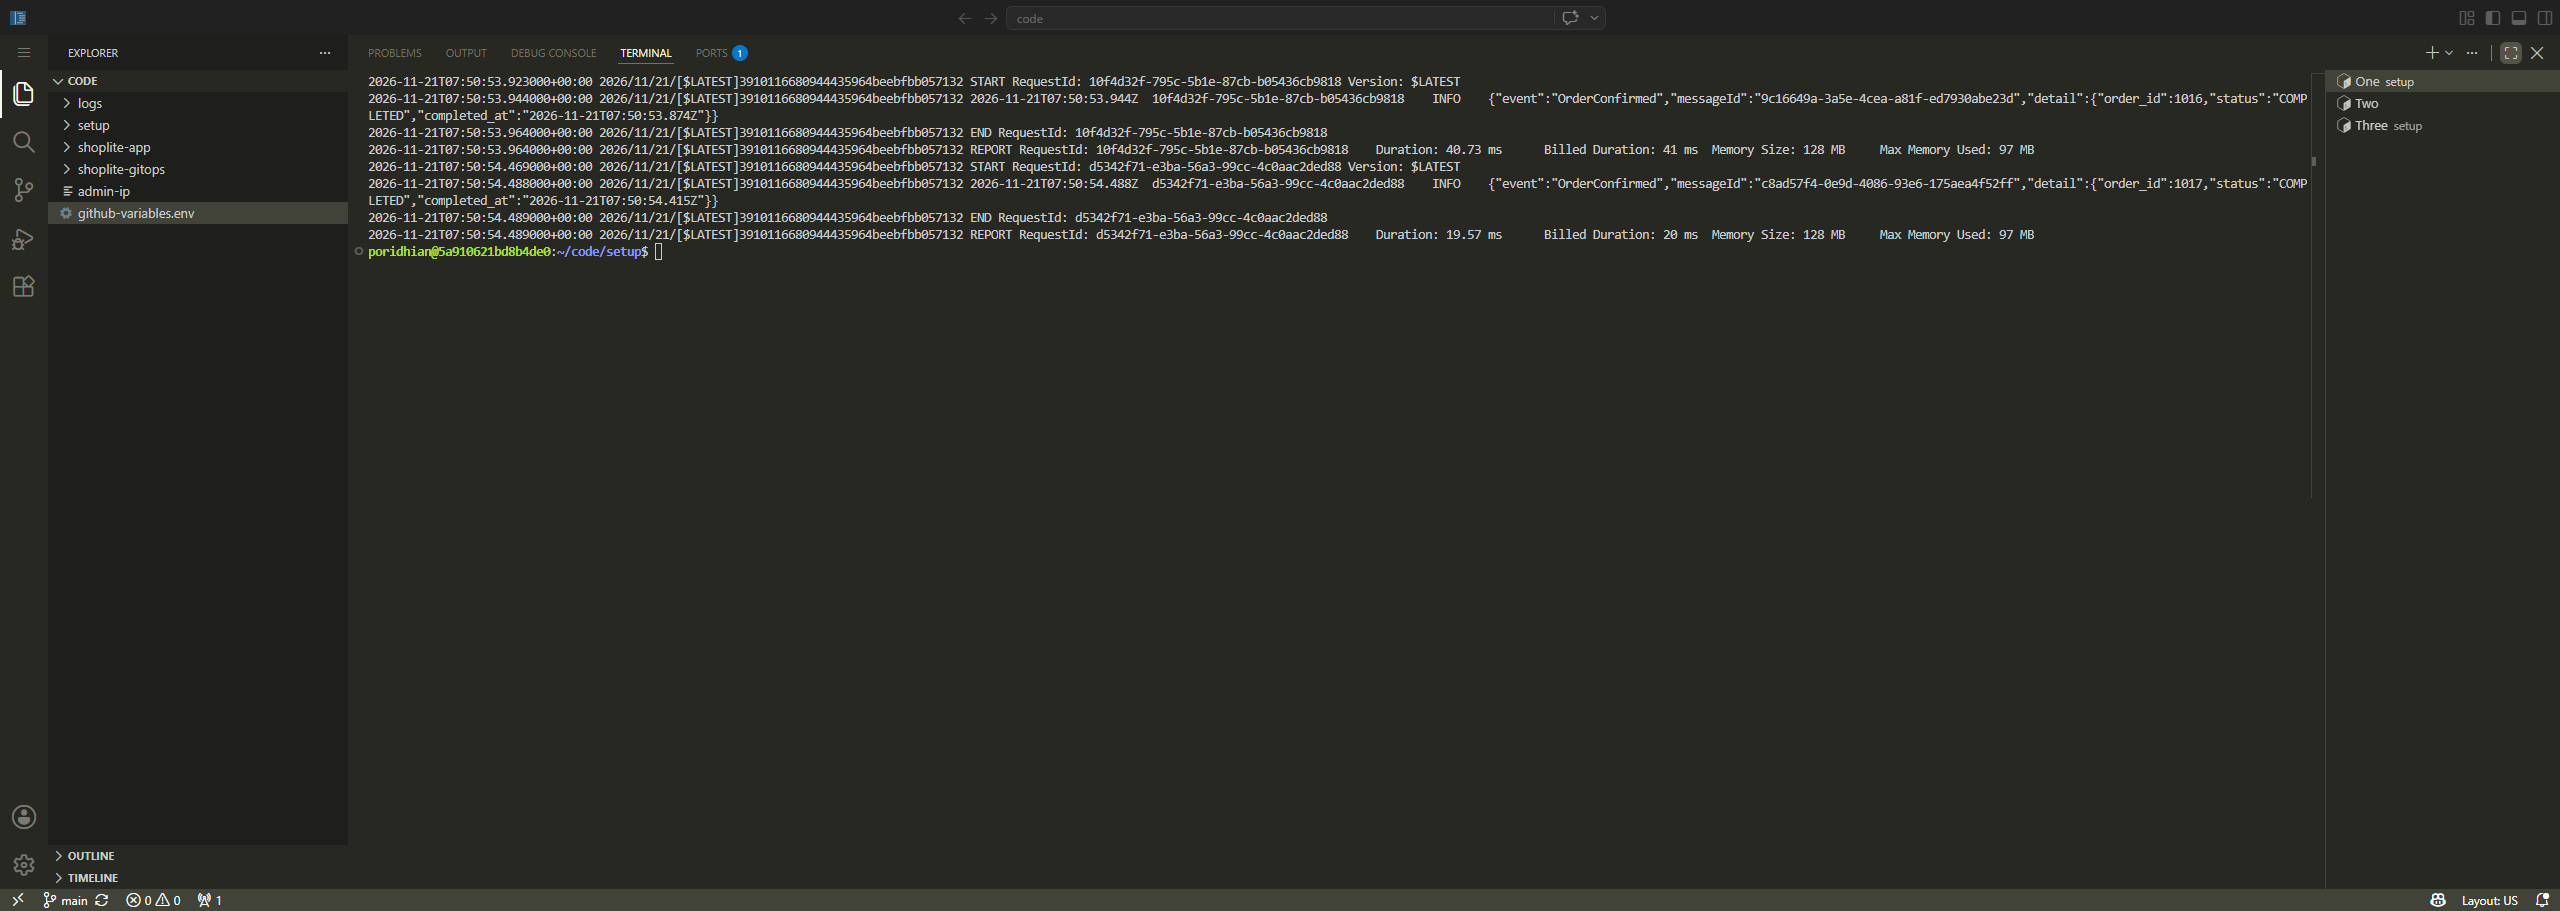 code
EXPLORER
PROBLEMS OUTPUT DEBUG CONSOLE TERMINAL PORTS 1
CODE
logs
setup
shoplite-app
shoplite-gitops
admin-ip
github-variables.env
2026-11-21T07:50:53.923000+00:00 2026/11/21/[$LATEST]3910116680944435964beebfbb057132 START RequestId: 10f4d32f-795c-5b1e-87cb-b05436cb9818 Version: $LATEST
2026-11-21T07:50:53.944000+00:00 2026/11/21/[$LATEST]3910116680944435964beebfbb057132 2026-11-21T07:50:53.944Z 10f4d32f-795c-5b1e-87cb-b05436cb9818 INFO {"event":"OrderConfirmed","messageId":"9c16649a-3a5e-4cea-a81f-ed7930abe23d","detail":{"order_id":1016,"status":"COMP
LETED","completed_at":"2026-11-21T07:50:53.874Z"}}
2026-11-21T07:50:53.964000+00:00 2026/11/21/[$LATEST]3910116680944435964beebfbb057132 END RequestId: 10f4d32f-795c-5b1e-87cb-b05436cb9818
2026-11-21T07:50:53.964000+00:00 2026/11/21/[$LATEST]3910116680944435964beebfbb057132 REPORT RequestId: 10f4d32f-795c-5b1e-87cb-b05436cb9818 Duration: 40.73 ms Billed Duration: 41 ms Memory Size: 128 MB Max Memory Used: 97 MB
2026-11-21T07:50:54.469000+00:00 2026/11/21/[$LATEST]3910116680944435964beebfbb057132 START RequestId: d5342f71-e3ba-56a3-99cc-4c0aac2ded88 Version: $LATEST
2026-11-21T07:50:54.488000+00:00 2026/11/21/[$LATEST]3910116680944435964beebfbb057132 2026-11-21T07:50:54.488Z d5342f71-e3ba-56a3-99cc-4c0aac2ded88 INFO {"event":"OrderConfirmed","messageId":"c8ad57f4-0e9d-4086-93e6-175aea4f52ff","detail":{"order_id":1017,"status":"COMP
LETED","completed_at":"2026-11-21T07:50:54.415Z"}}
2026-11-21T07:50:54.489000+00:00 2026/11/21/[$LATEST]3910116680944435964beebfbb057132 END RequestId: d5342f71-e3ba-56a3-99cc-4c0aac2ded88
2026-11-21T07:50:54.489000+00:00 2026/11/21/[$LATEST]3910116680944435964beebfbb057132 REPORT RequestId: d5342f71-e3ba-56a3-99cc-4c0aac2ded88 Duration: 19.57 ms Billed Duration: 20 ms Memory Size: 128 MB Max Memory Used: 97 MB
poridhian@5a910621bd8b4de0:~/code/setup$
One setup
Two
Three setup
OUTLINE
TIMELINE
main 0 0 1 Layout: US